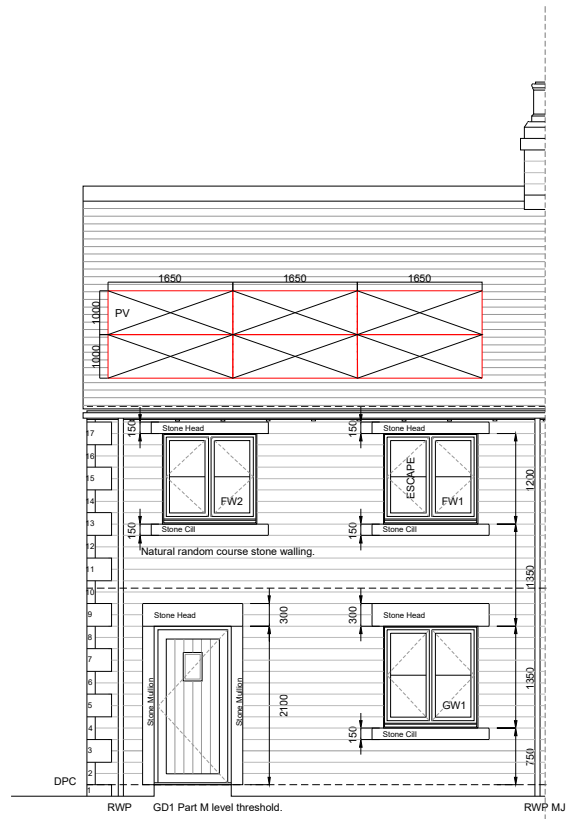 1650 1650 1650
1000
PV
1000
150
Stone Head
150
Stone Head
17
16
15
14
13
12
11
10
9
8
7
6
5
4
3
2
1
ESCAPE
FW2
FW1
1200
150
Stone Cill
150
Stone Cill
Natural random course stone walling.
1350
Stone Head
300
300
Stone Head
Stone Mullion
Stone Mullion
2100
1350
GW1
150
Stone Cill
750
DPC
RWP
GD1 Part M level threshold.
RWP MJ